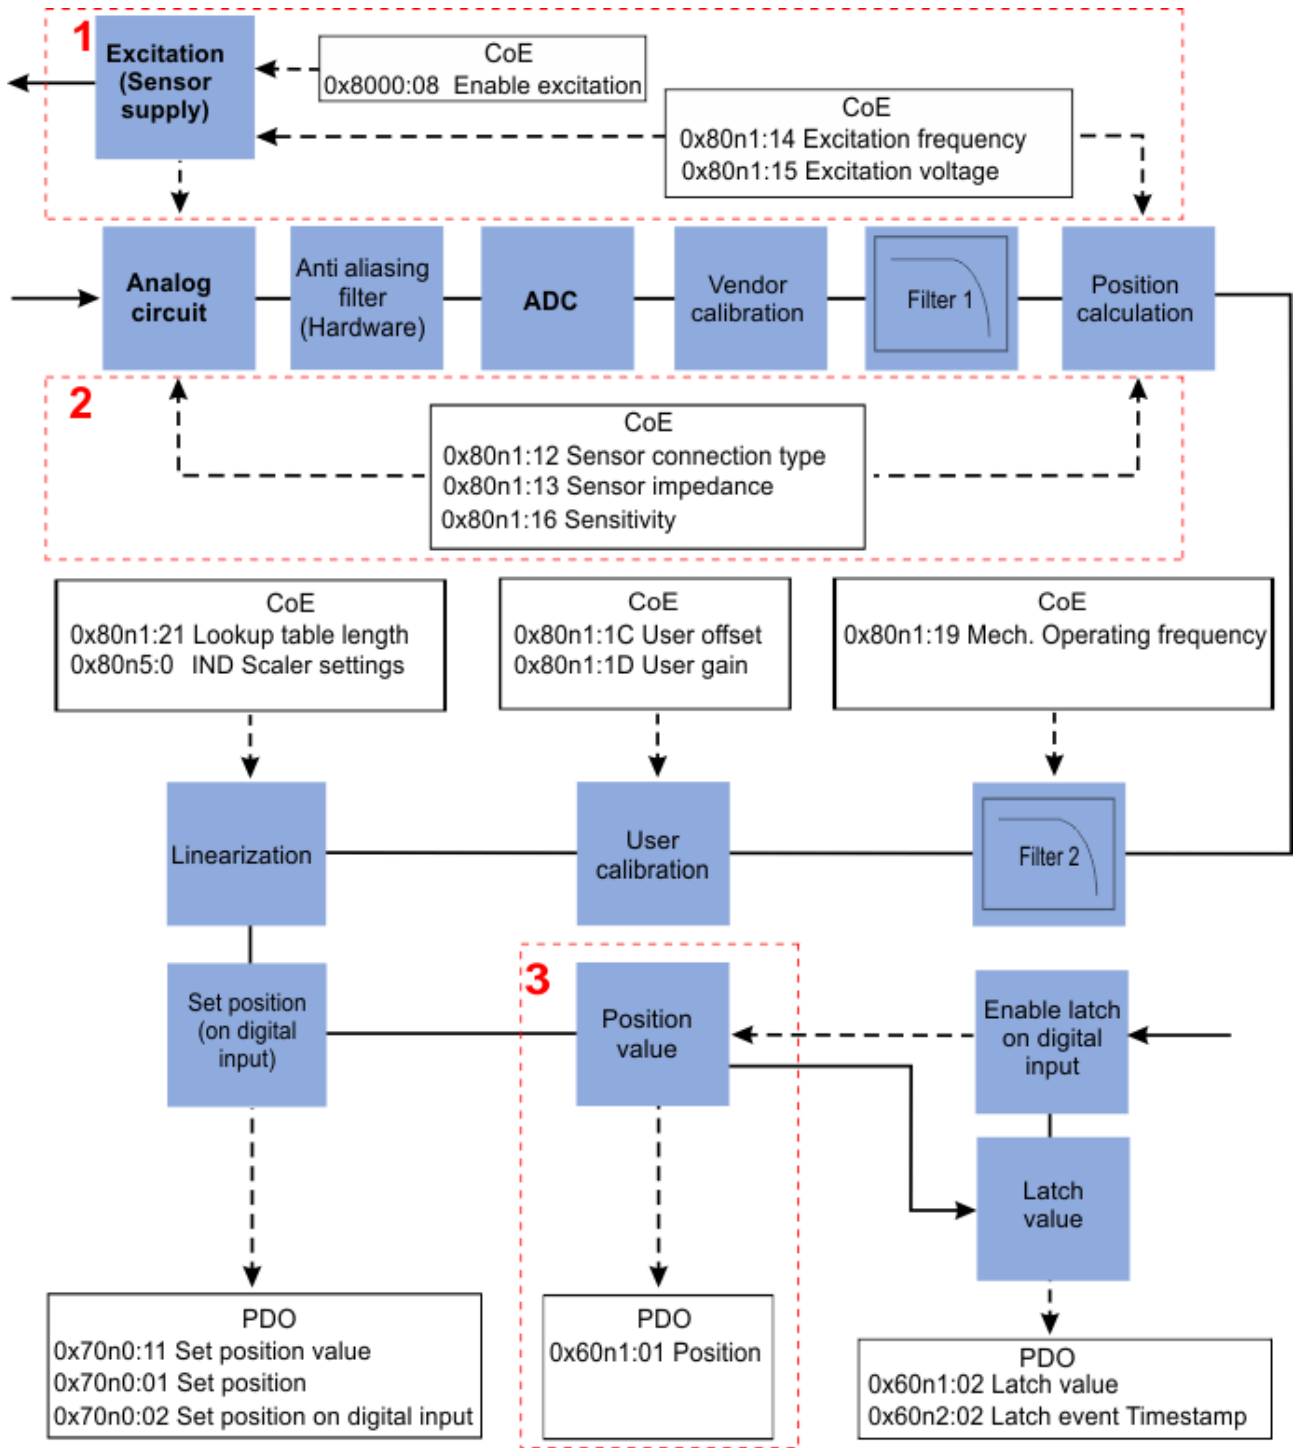 1
Excitation
(Sensor
supply)
CoE
0x8000:08 Enable excitation
CoE
0x80n1:14 Excitation frequency
0x80n1:15 Excitation voltage
Analog
circuit
Anti aliasing
filter
(Hardware)
ADC
Vendor
calibration
Filter 1
Position
calculation
2
CoE
0x80n1:12 Sensor connection type
0x80n1:13 Sensor impedance
0x80n1:16 Sensitivity
CoE
0x80n1:21 Lookup table length
0x80n5:0 IND Scaler settings
CoE
0x80n1:1C User offset
0x80n1:1D User gain
CoE
0x80n1:19 Mech. Operating frequency
Linearization
User
calibration
Filter 2
Set position
(on digital
input)
3
Position
value
Enable latch
on digital
input
Latch
value
PDO
0x70n0:11 Set position value
0x70n0:01 Set position
0x70n0:02 Set position on digital input
PDO
0x60n1:01 Position
PDO
0x60n1:02 Latch value
0x60n2:02 Latch event Timestamp